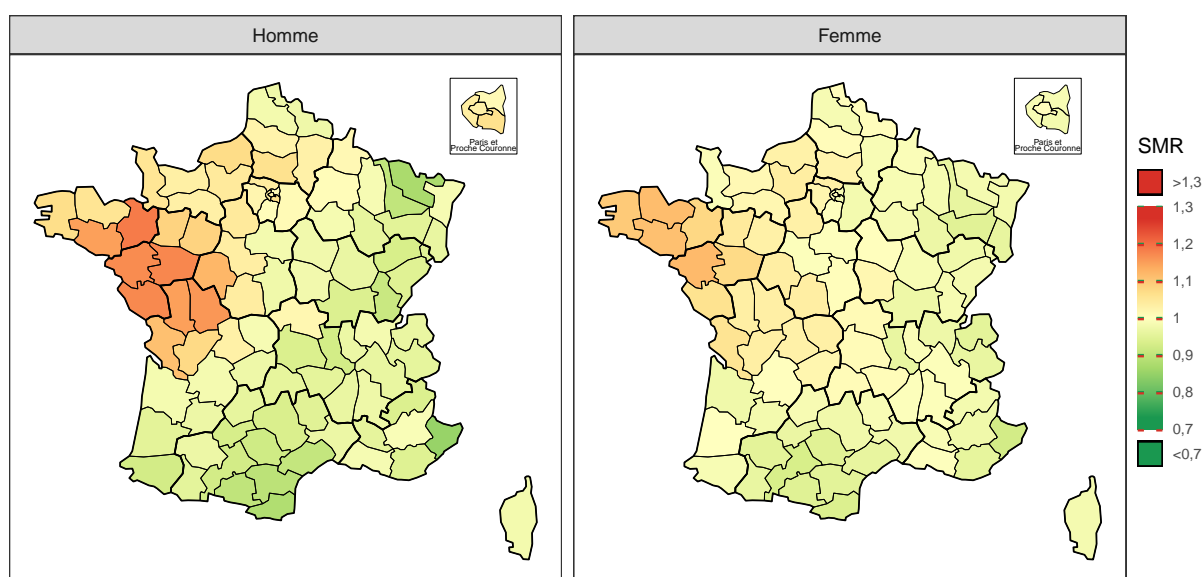 Homme
Femme
Paris et
Proche Couronne
Paris et
Proche Couronne
SMR
>1,3
1,3
1,2
1,1
1
0,9
0,8
0,7
<0,7